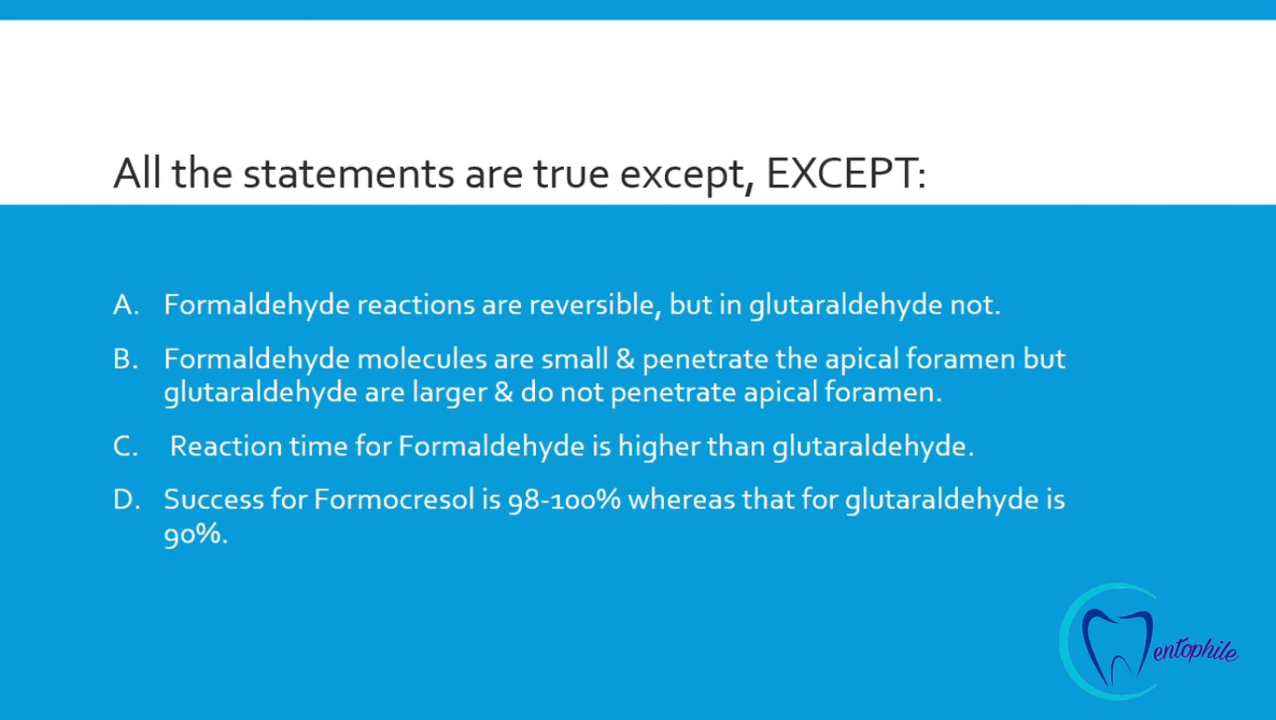 All the statements are true except, EXCEPT:
A. Formaldehyde reactions are reversible, but in glutaraldehyde not.
B. Formaldehyde molecules are small & penetrate the apical foramen but
glutaraldehyde are larger & do not penetrate apical foramen.
C. Reaction time for Formaldehyde is higher than glutaraldehyde.
D. Success for Formocresol is 98-100% whereas that for glutaraldehyde is
90%.
entophile